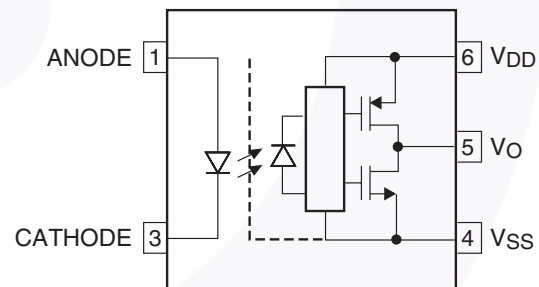 ANODE 1
6 VDD
5 VO
CATHODE 3
4 VSS